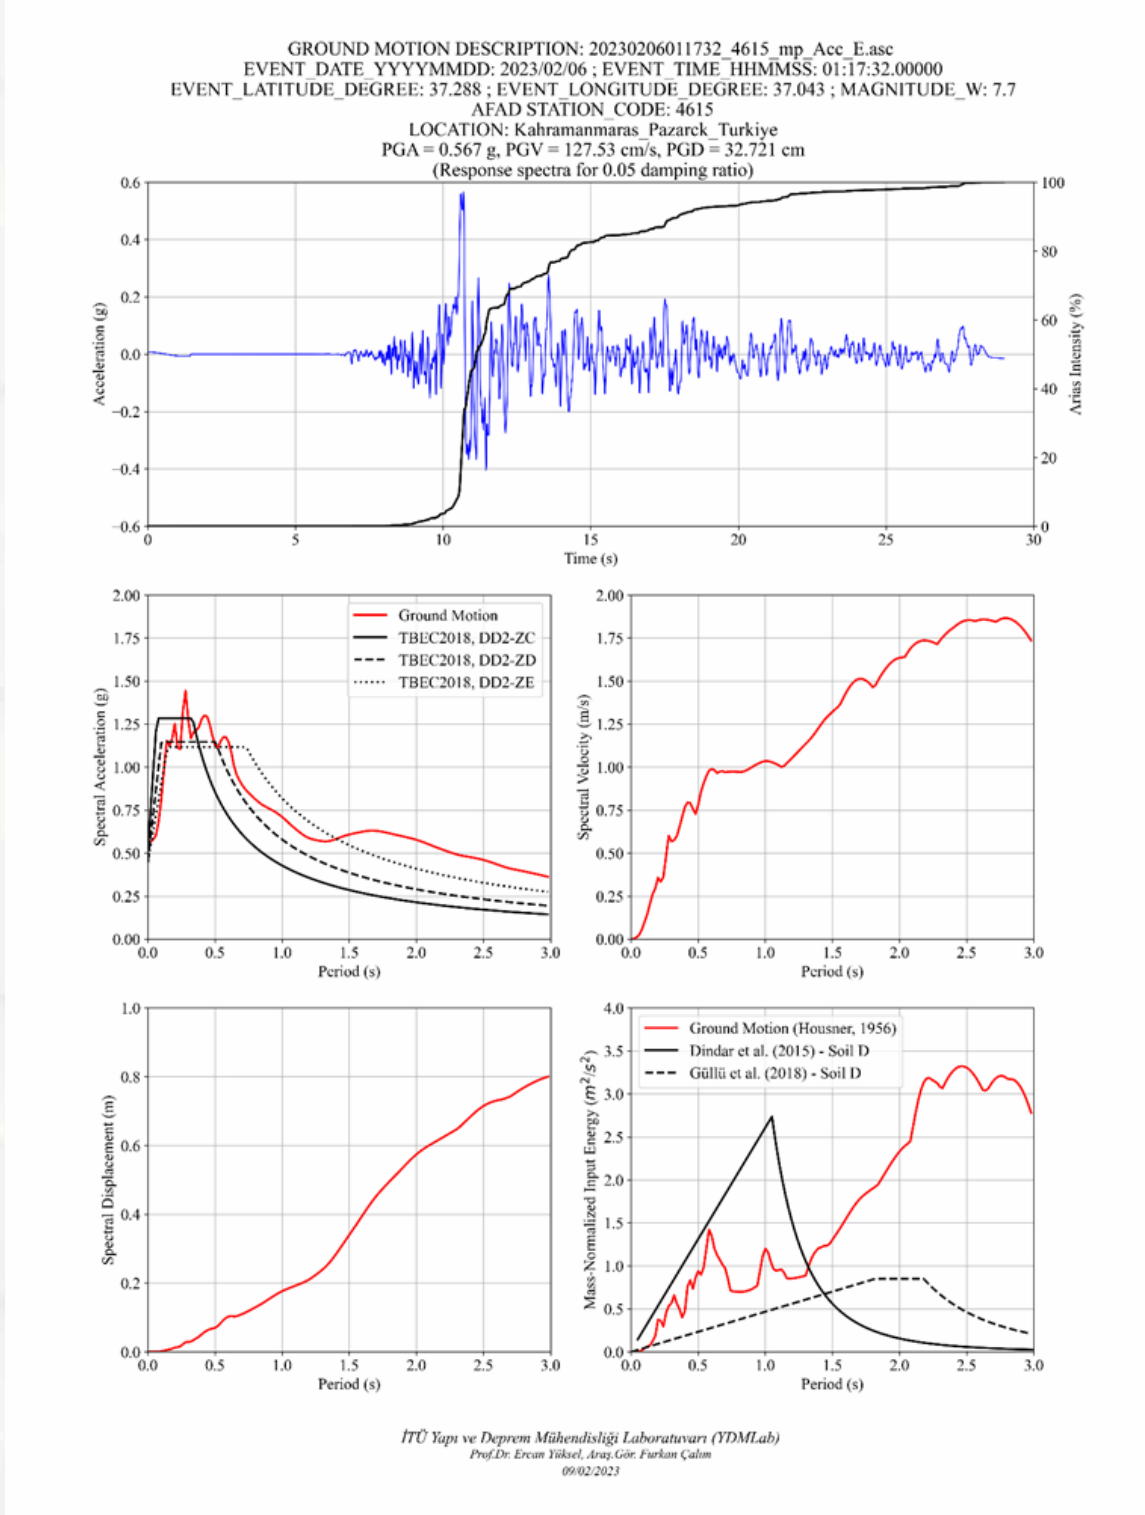 GROUND MOTION DESCRIPTION: 20230206011732_4615_mp_Acc_E.asc
EVENT_DATE_YYYYMMDD: 2023/02/06 ; EVENT_TIME_HHMMSS: 01:17:32.00000
EVENT_LATITUDE_DEGREE: 37.288 ; EVENT_LONGITUDE_DEGREE: 37.043 ; MAGNITUDE_W: 7.7
AFAD STATION_CODE: 4615
LOCATION: Kahramanmaras_Pazarck_Turkiye
PGA = 0.567 g, PGV = 127.53 cm/s, PGD = 32.721 cm
(Response spectra for 0.05 damping ratio)
Acceleration (g)
0.6
0.4
0.2
0.0
−0.2
−0.4
−0.6
100
80
60
40
20
0
Arias Intensity (%)
0 5 10 15 20 25 30
Time (s)
Spectral Acceleration (g)
2.00
1.75
1.50
1.25
1.00
0.75
0.50
0.25
0.00
Ground Motion
TBEC2018, DD2-ZC
TBEC2018, DD2-ZD
TBEC2018, DD2-ZE
0.0 0.5 1.0 1.5 2.0 2.5 3.0
Period (s)
Spectral Velocity (m/s)
2.00
1.75
1.50
1.25
1.00
0.75
0.50
0.25
0.00
0.0 0.5 1.0 1.5 2.0 2.5 3.0
Period (s)
Spectral Displacement (m)
1.0
0.8
0.6
0.4
0.2
0.0
0.0 0.5 1.0 1.5 2.0 2.5 3.0
Period (s)
Mass-Normalized Input Energy (m²/s²)
4.0
3.5
3.0
2.5
2.0
1.5
1.0
0.5
0.0
Ground Motion (Housner, 1956)
Dindar et al. (2015) - Soil D
Güllü et al. (2018) - Soil D
0.0 0.5 1.0 1.5 2.0 2.5 3.0
Period (s)
İTÜ Yapı ve Deprem Mühendisliği Laboratuvarı (YDMLab)
Prof.Dr. Ercan Yüksel, Araş.Gör. Furkan Çalım
09/02/2023